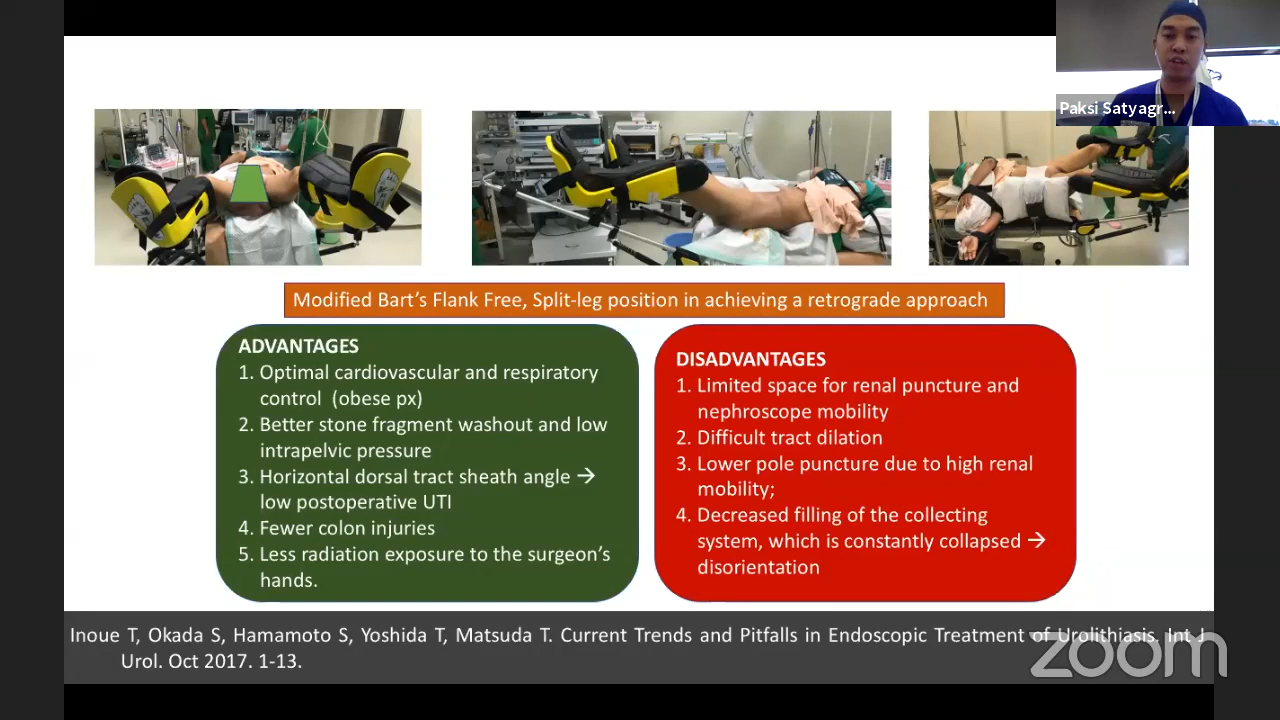 Paksi Satyagr...
Modified Bart’s Flank Free, Split-leg position in achieving a retrograde approach
ADVANTAGES
1. Optimal cardiovascular and respiratory
control (obese px)
2. Better stone fragment washout and low
intrapelvic pressure
3. Horizontal dorsal tract sheath angle →
low postoperative UTI
4. Fewer colon injuries
5. Less radiation exposure to the surgeon’s
hands.
DISADVANTAGES
1. Limited space for renal puncture and
nephroscope mobility
2. Difficult tract dilation
3. Lower pole puncture due to high renal
mobility;
4. Decreased filling of the collecting
system, which is constantly collapsed →
disorientation
Inoue T, Okada S, Hamamoto S, Yoshida T, Matsuda T. Current Trends and Pitfalls in Endoscopic Treatment of Urolithiasis. Int J
Urol. Oct 2017. 1-13.
zoom